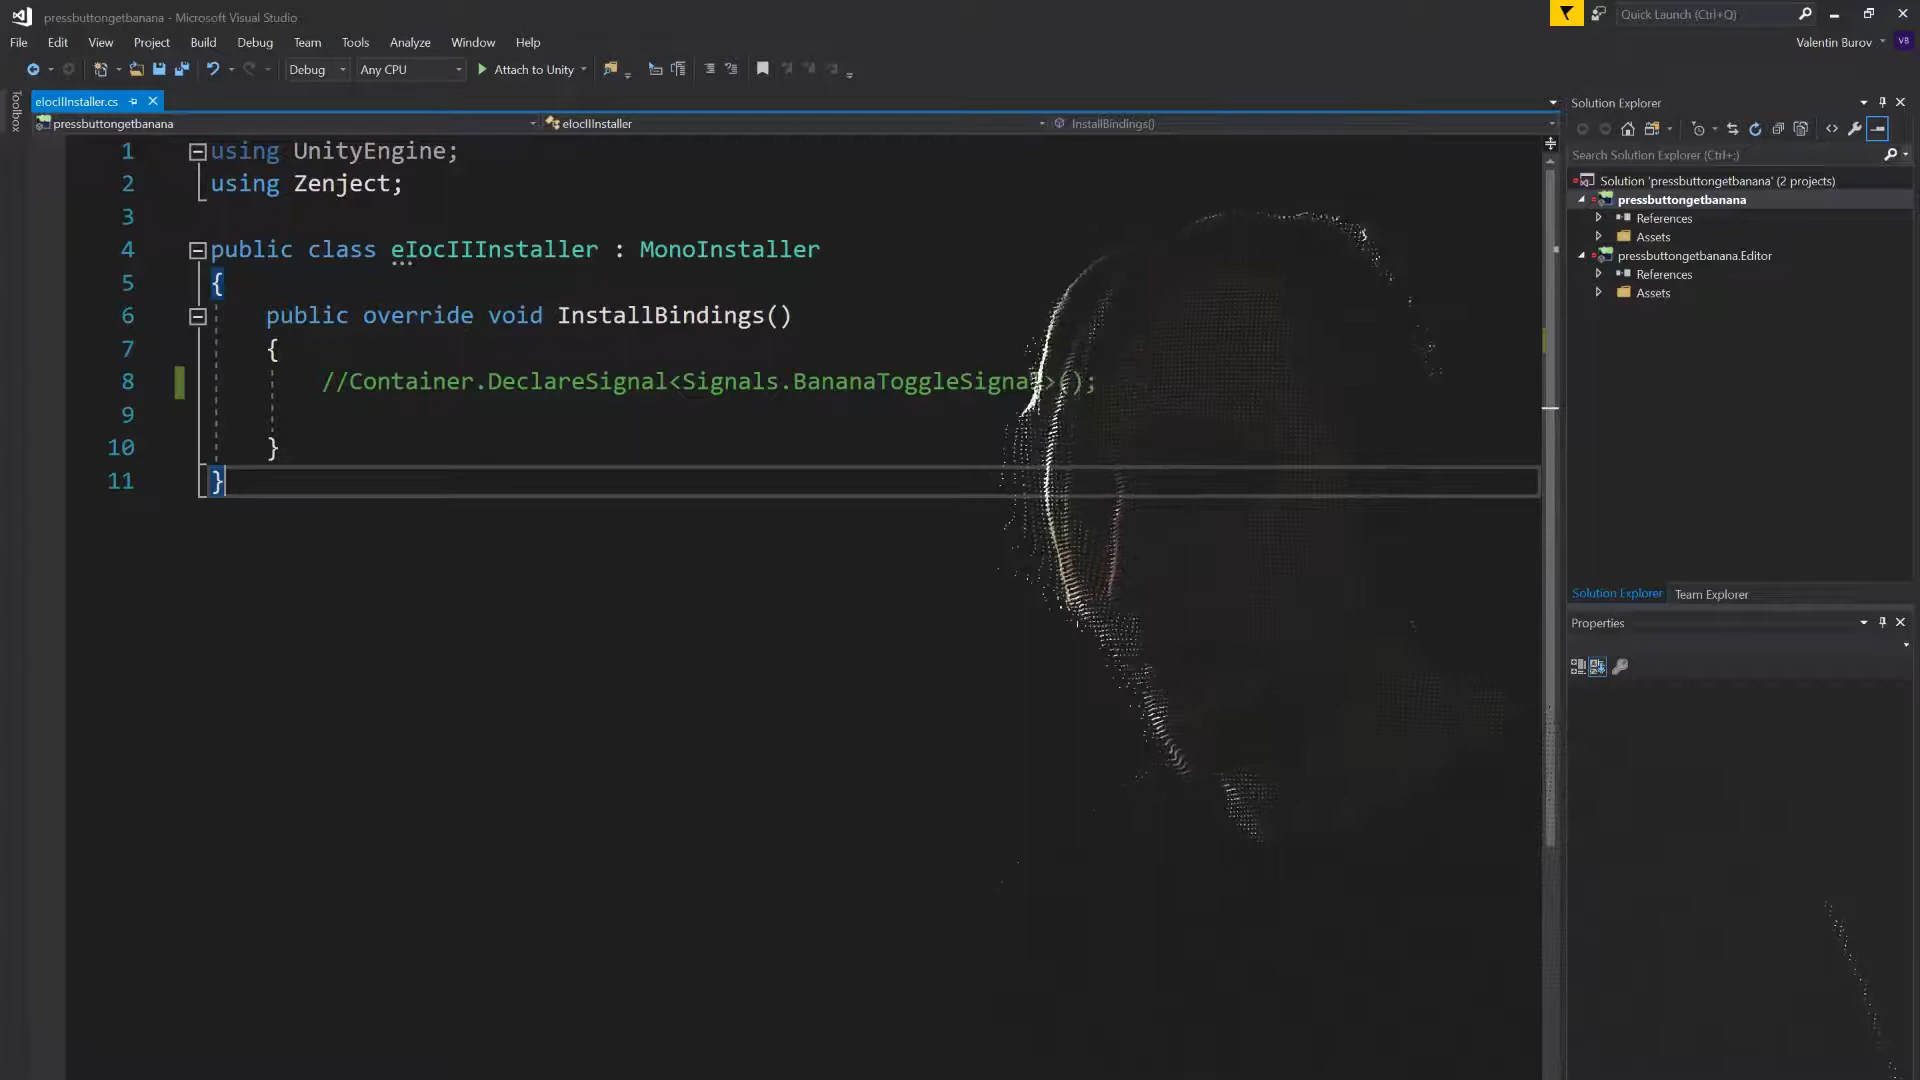 pressbuttongetbanana - Microsoft Visual Studio
Quick Launch (Ctrl+Q)
File Edit View Project Build Debug Team Tools Analyze Window Help
Valentin Burov VB
Debug Any CPU Attach to Unity
Toolbox
eIocIIInstaller.cs
pressbuttongetbanana eIocIIInstaller InstallBindings()
1 using UnityEngine;
2 using Zenject;
3
4 public class eIocIIInstaller : MonoInstaller
5 {
6 public override void InstallBindings()
7 {
8 //Container.DeclareSignal<Signals.BananaToggleSignal>();
9
10 }
11 }
Solution Explorer
Search Solution Explorer (Ctrl+;)
Solution 'pressbuttongetbanana' (2 projects)
pressbuttongetbanana
References
Assets
pressbuttongetbanana.Editor
References
Assets
Solution Explorer Team Explorer
Properties